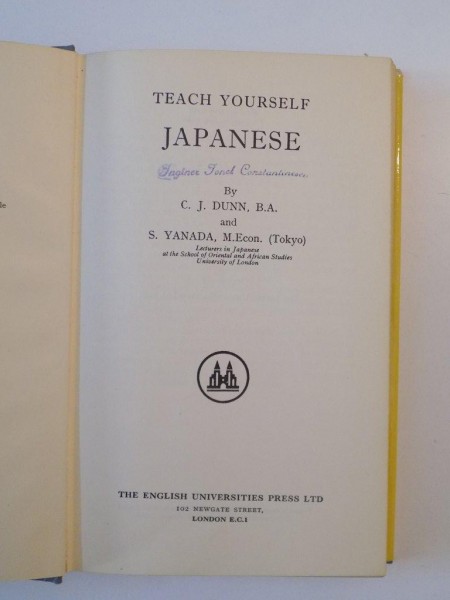 TEACH YOURSELF
JAPANESE
Inginer Ionel Constantinescu
By
C. J. DUNN, B.A.
and
S. YANADA, M.Econ. (Tokyo)
Lecturers in Japanese
at the School of Oriental and African Studies
University of London
THE ENGLISH UNIVERSITIES PRESS LTD
102 NEWGATE STREET,
LONDON E.C.1